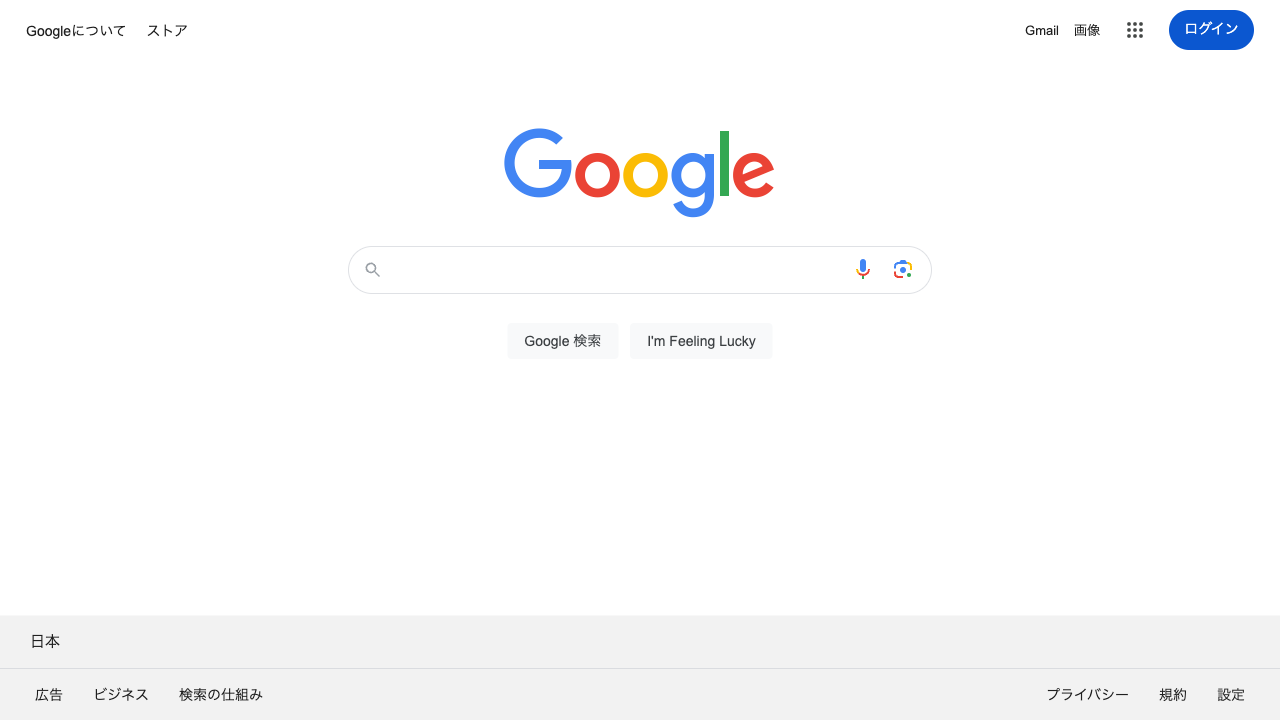 Googleについて ストア Gmail 画像 ログイン
Google
Google 検索 I'm Feeling Lucky
日本
広告 ビジネス 検索の仕組み プライバシー 規約 設定